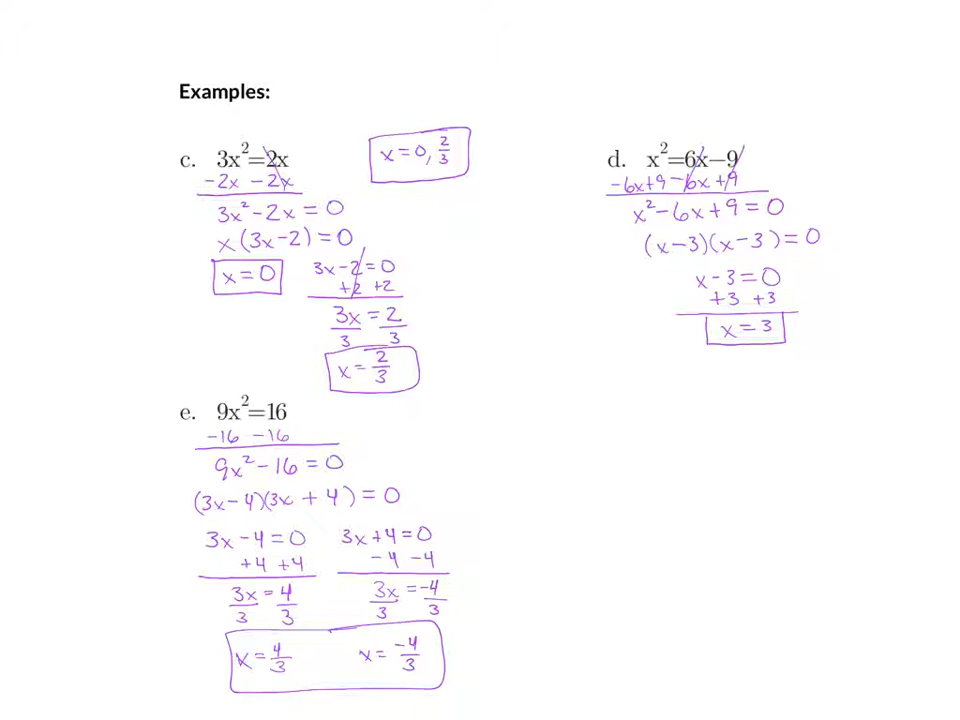 Examples:
c. 3x²=2x
-2x -2x
3x² - 2x = 0
x(3x-2) = 0
x = 0
3x-2 = 0
+2 +2
3x = 2
3 3
x = 2/3
x = 0, 2/3
d. x²=6x−9
-6x+9 -6x+9
x² - 6x + 9 = 0
(x-3)(x-3) = 0
x-3 = 0
+3 +3
x = 3
e. 9x²=16
-16 -16
9x² - 16 = 0
(3x-4)(3x+4) = 0
3x-4 = 0
+4 +4
3x = 4
3 3
x = 4/3
3x+4 = 0
-4 -4
3x = -4
3 3
x = -4/3